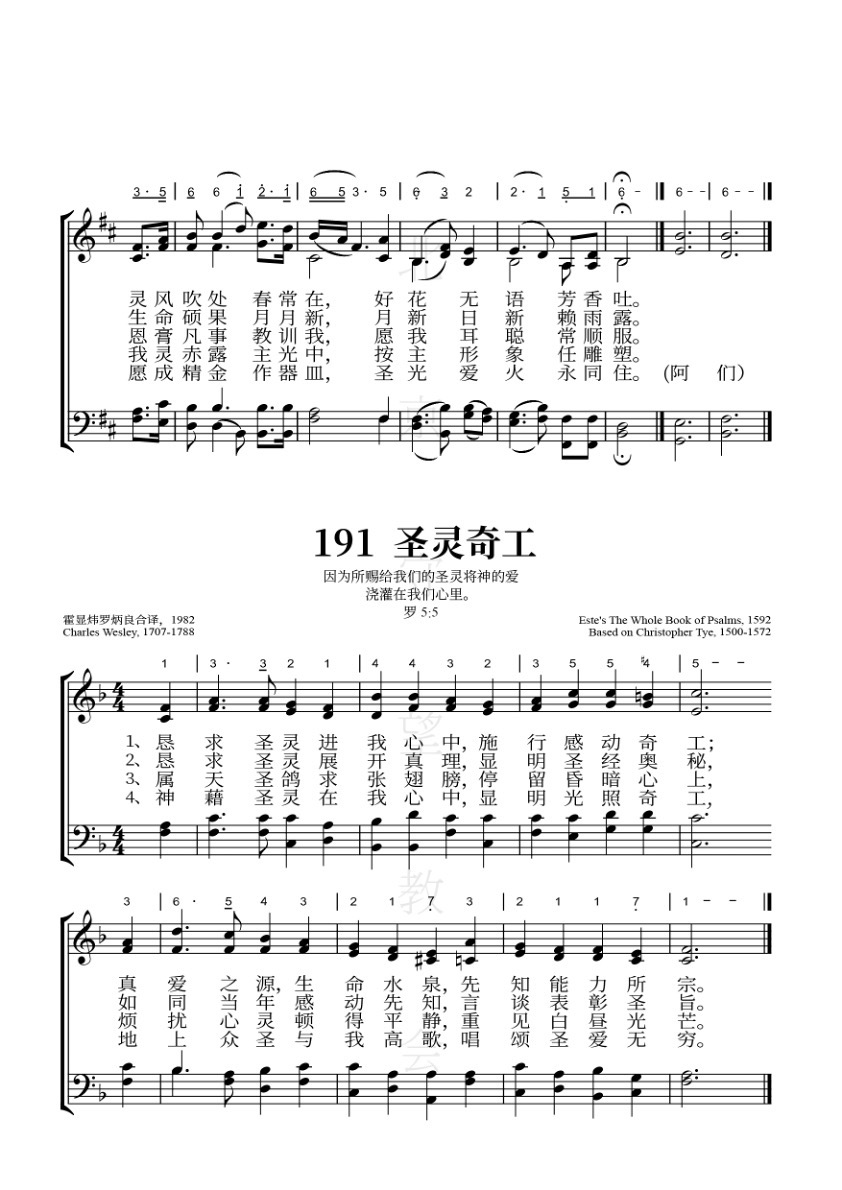 3· 5 | 6 6 1 2· 1 | 6 5 3· 5 | 6 3 2 | 2· 1 5 1 | 6- || 6-- | 6-- ||
灵风吹处春常在，好花无语芳香吐。
生命硕果月月新，月新日新赖雨露。
恩膏凡事教训我，愿我耳聪常顺服。
我灵赤露主光中，按主形象任雕塑。
愿成精金作器皿，圣光爱火永同住。(阿们)
191 圣灵奇工
因为所赐给我们的圣灵将神的爱
浇灌在我们心里。
罗 5:5
霍显炜罗炳良合译，1982
Este's The Whole Book of Psalms, 1592
Charles Wesley, 1707-1788
Based on Christopher Tye, 1500-1572
1 | 3· 3 2 1 | 4 4 3 2 | 3 5 5 ♮4 | 5--
1、恳求圣灵进我心中，施行感动奇工；
2、恳求圣灵展开真理，显明圣经奥秘，
3、属天圣鸽求张翅膀，停留昏暗心上，
4、神藉圣灵在我心中，显明光照奇工，
3 | 6· 5 4 3 | 2 1 7 3 | 2 1 1 7 | 1-- ||
真爱之源，生命水泉，先知能力所宗。
如同当年感动先知，言谈表彰圣旨。
烦扰心灵顿得平静，重见白昼光芒。
地上众圣与我高歌，唱颂圣爱无穷。